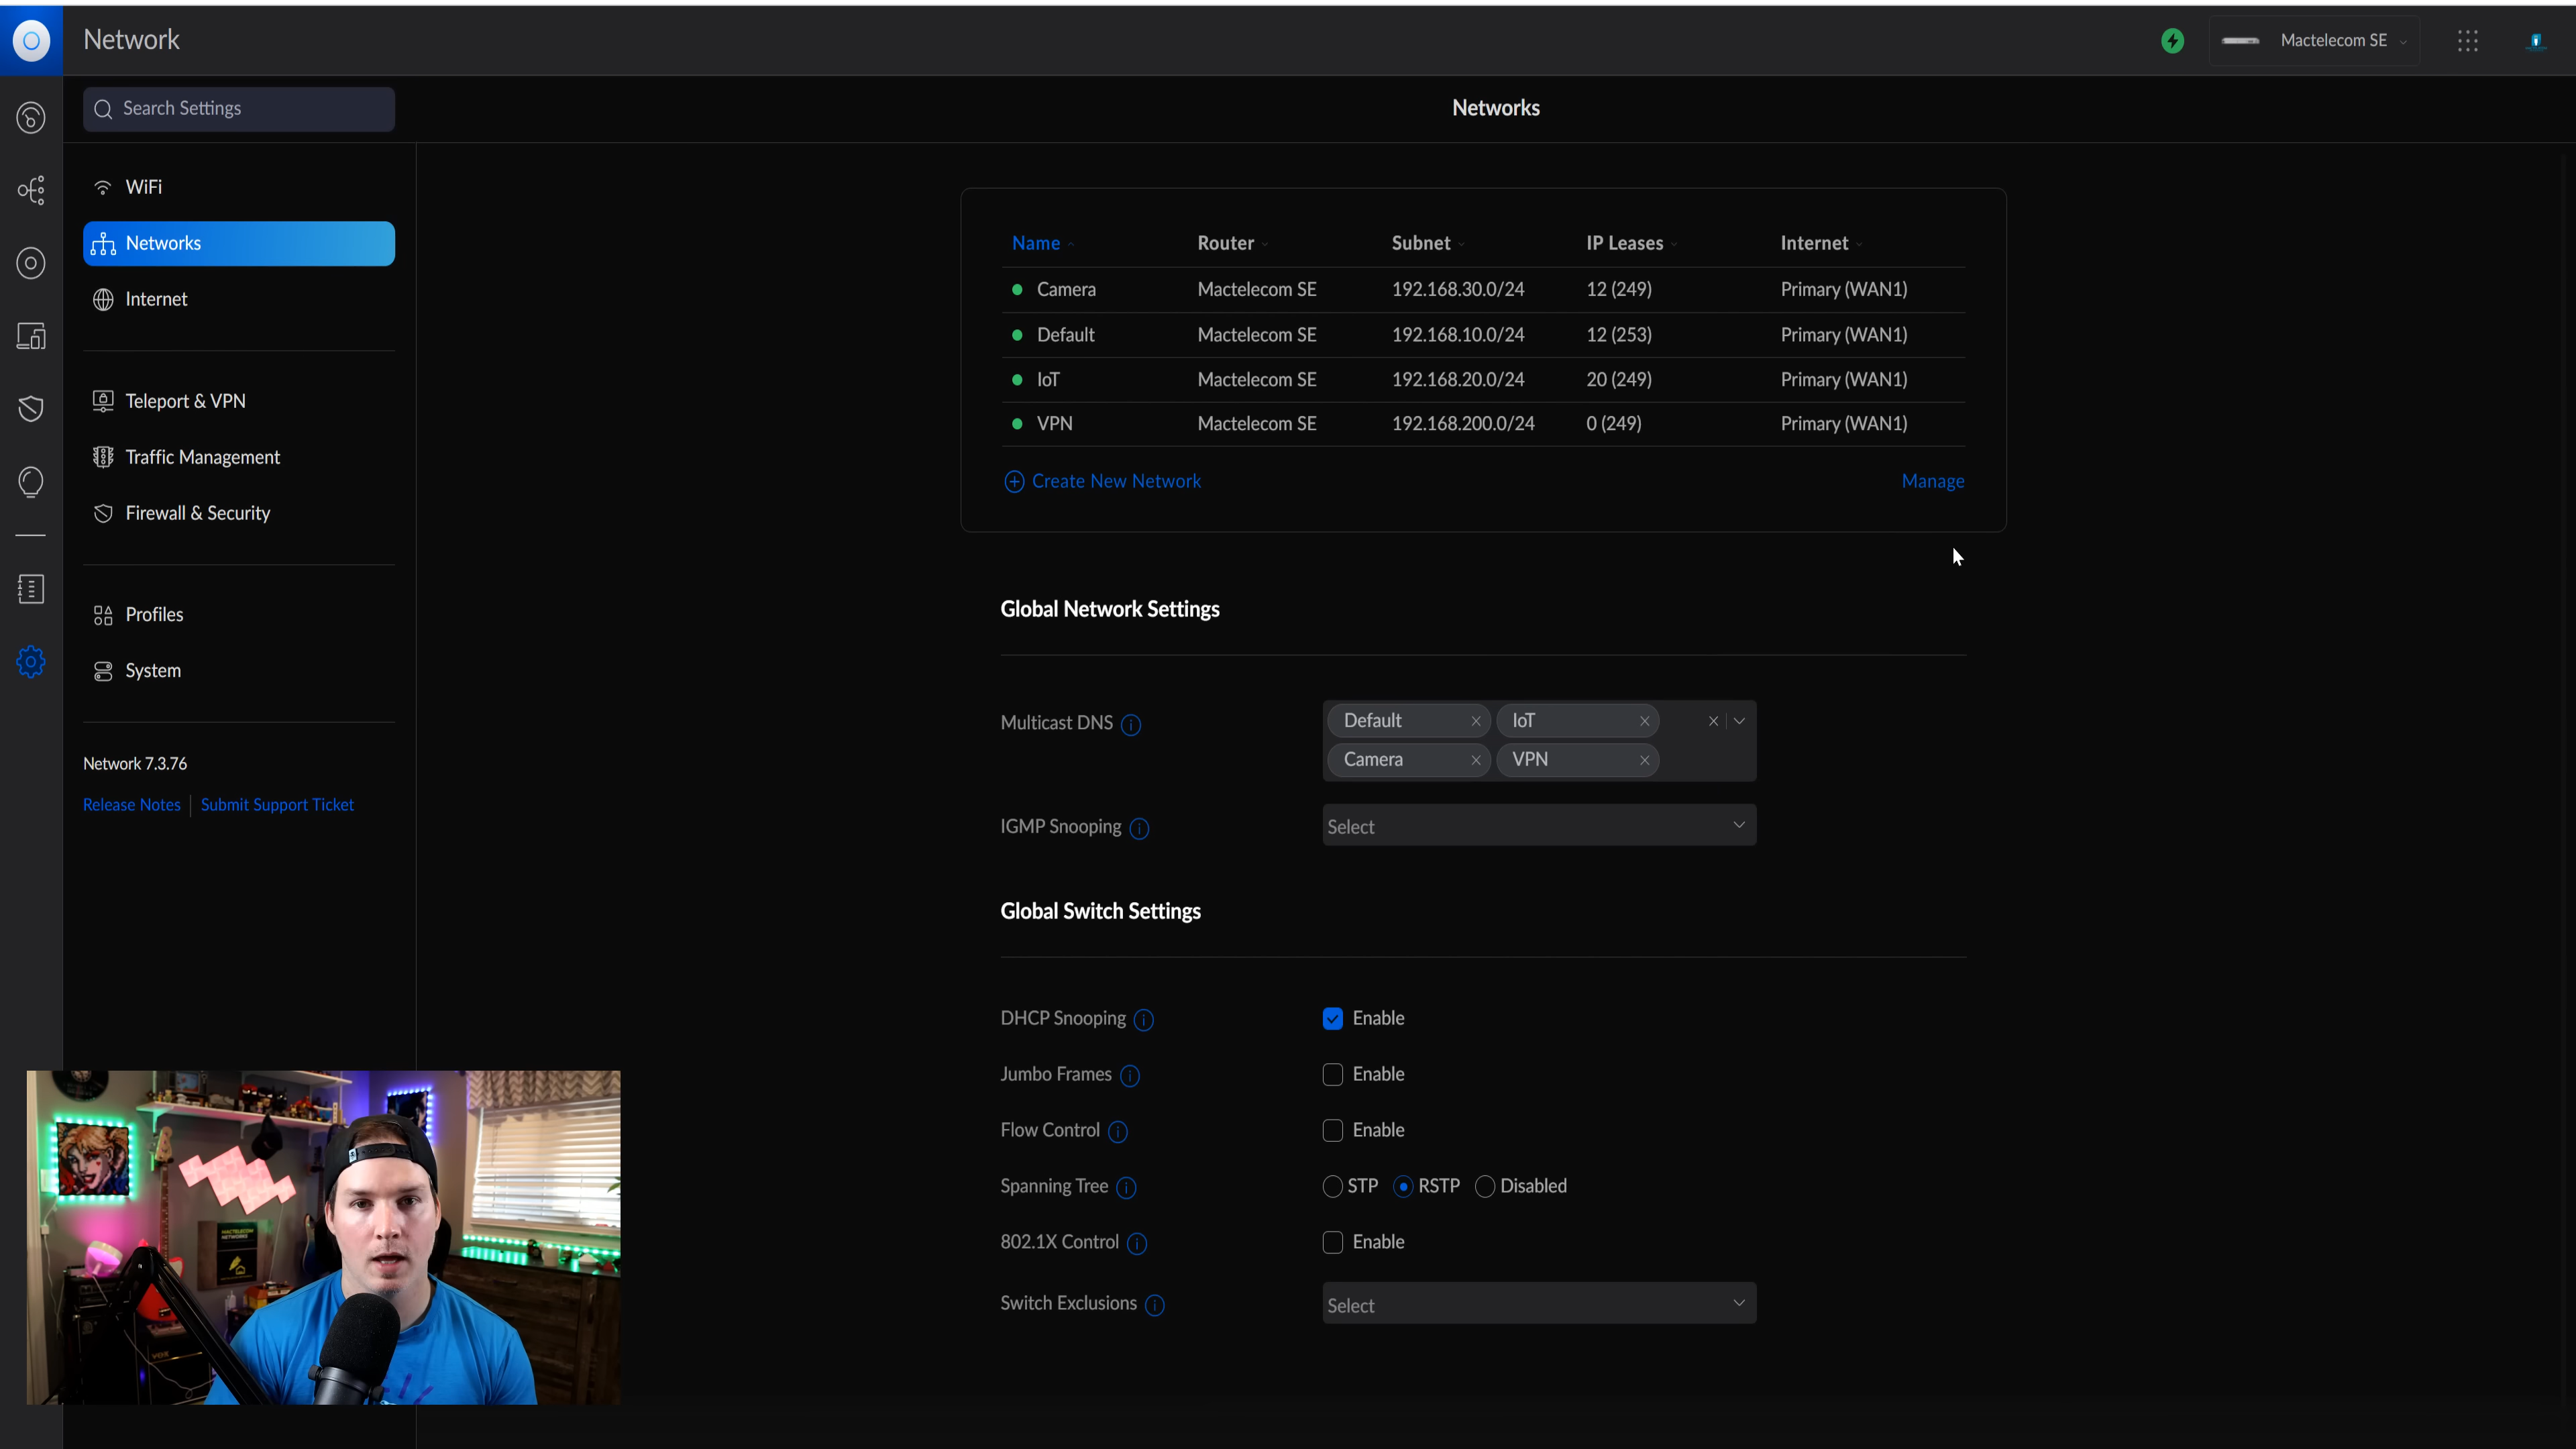 Network
Mactelecom SE
Search Settings
Networks
WiFi
Networks
Internet
Teleport & VPN
Traffic Management
Firewall & Security
Profiles
System
Network 7.3.76
Release Notes | Submit Support Ticket
Name Router Subnet IP Leases Internet
Camera Mactelecom SE 192.168.30.0/24 12 (249) Primary (WAN1)
Default Mactelecom SE 192.168.10.0/24 12 (253) Primary (WAN1)
IoT Mactelecom SE 192.168.20.0/24 20 (249) Primary (WAN1)
VPN Mactelecom SE 192.168.200.0/24 0 (249) Primary (WAN1)
Create New Network Manage
Global Network Settings
Multicast DNS Default IoT
Camera VPN
IGMP Snooping Select
Global Switch Settings
DHCP Snooping Enable
Jumbo Frames Enable
Flow Control Enable
Spanning Tree STP RSTP Disabled
802.1X Control Enable
Switch Exclusions Select
MACTELECOM
NETWORKS